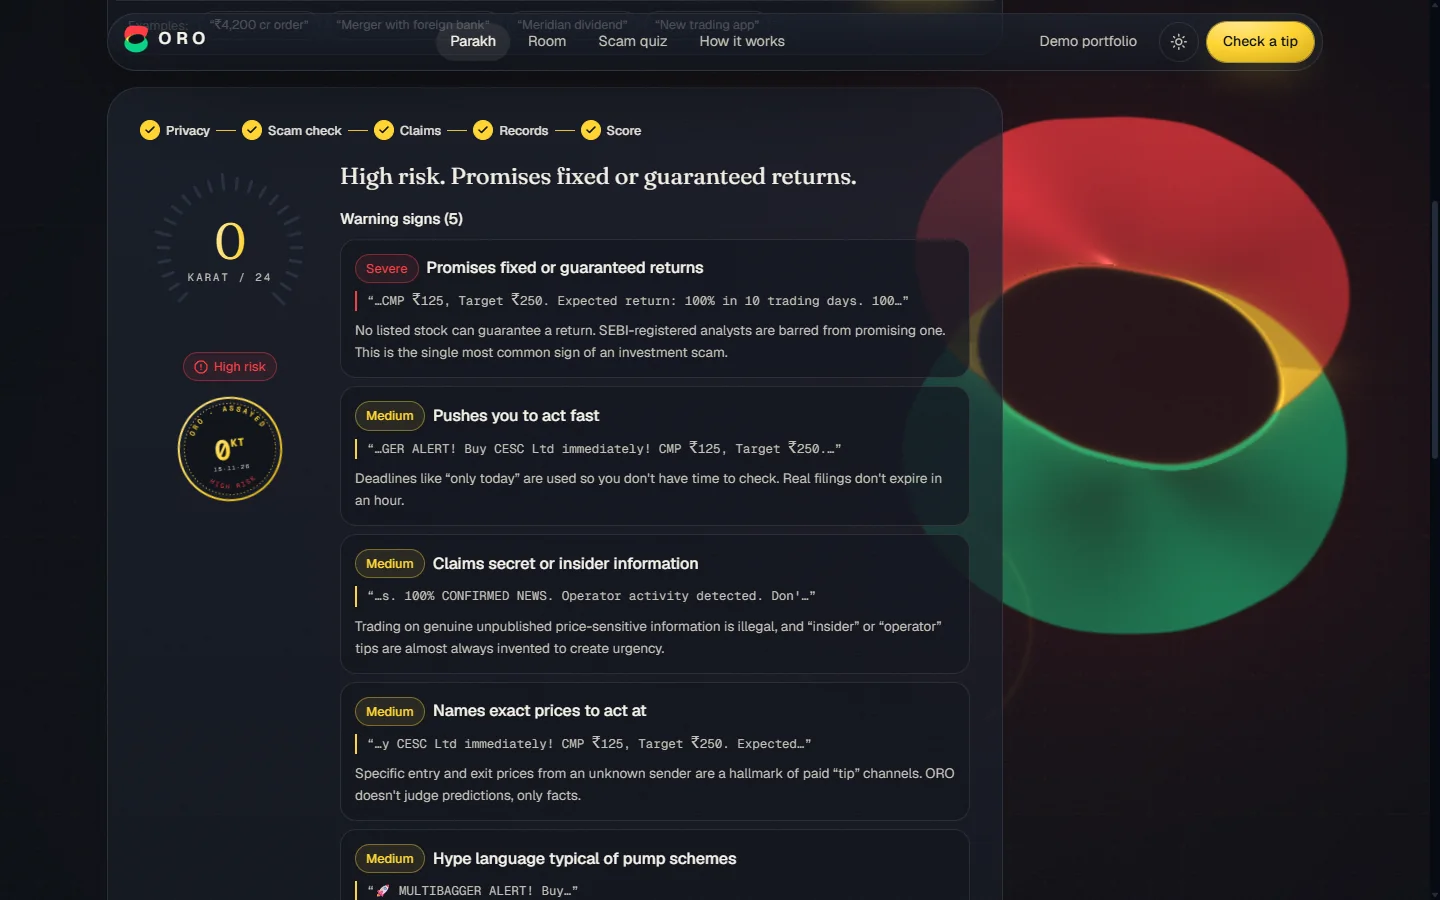 Examples: "₹4,200 cr order" "Merger with foreign bank" "Meridian dividend" "New trading app"
ORO Parakh Room Scam quiz How it works Demo portfolio Check a tip
Privacy Scam check Claims Records Score
High risk. Promises fixed or guaranteed returns.
Warning signs (5)
0
KARAT / 24
High risk
ORO · ASSAYED
0KT
HIGH RISK
Severe Promises fixed or guaranteed returns
“…CMP ₹125, Target ₹250. Expected return: 100% in 10 trading days. 100…”
No listed stock can guarantee a return. SEBI-registered analysts are barred from promising one.
This is the single most common sign of an investment scam.
Medium Pushes you to act fast
“…GER ALERT! Buy CESC Ltd immediately! CMP ₹125, Target ₹250.…”
Deadlines like “only today” are used so you don't have time to check. Real filings don't expire in
an hour.
Medium Claims secret or insider information
“…s. 100% CONFIRMED NEWS. Operator activity detected. Don'…”
Trading on genuine unpublished price-sensitive information is illegal, and “insider” or “operator”
tips are almost always invented to create urgency.
Medium Names exact prices to act at
“…y CESC Ltd immediately! CMP ₹125, Target ₹250. Expected…”
Specific entry and exit prices from an unknown sender are a hallmark of paid “tip” channels. ORO
doesn't judge predictions, only facts.
Medium Hype language typical of pump schemes
“🚀 MULTIBAGGER ALERT! Buy…”